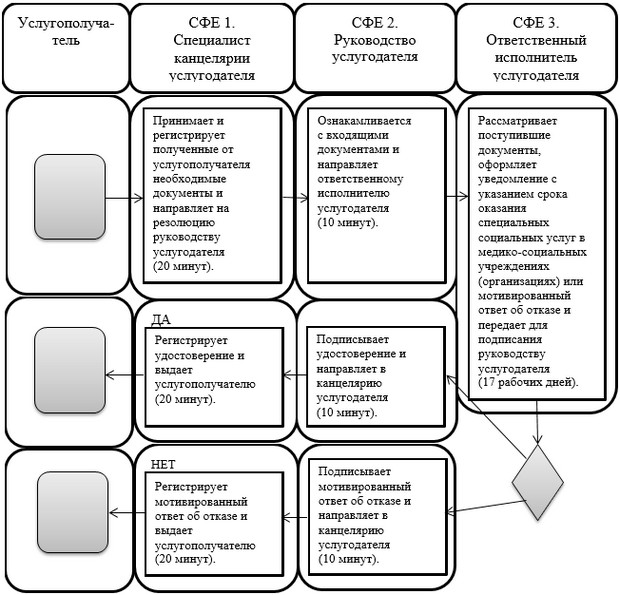 Услугополуча-
тель
СФЕ 1.
Специалист
канцелярии
услугодателя
СФЕ 2.
Руководство
услугодателя
СФЕ 3.
Ответственный
исполнитель
услугодателя
Принимает и
регистрирует
полученные от
услугополучателя
необходимые
документы и
направляет на
резолюцию
руководству
услугодателя
(20 минут).
Ознакамливается
с входящими
документами и
направляет
ответственному
исполнителю
услугодателя
(10 минут).
Рассматривает
поступившие
документы,
оформляет
уведомление с
указанием срока
оказания
специальных
социальных услуг в
медико-социальных
учреждениях
(организациях) или
мотивированный
ответ об отказе и
передает для
подписания
руководству
услугодателя
(17 рабочих дней).
ДА
Регистрирует
удостоверение и
выдает
услугополучателю
(20 минут).
Подписывает
удостоверение и
направляет в
канцелярию
услугодателя
(10 минут).
НЕТ
Регистрирует
мотивированный
ответ об отказе и
выдает
услугополучателю
(20 минут).
Подписывает
мотивированный
ответ об отказе и
направляет в
канцелярию
услугодателя
(10 минут).